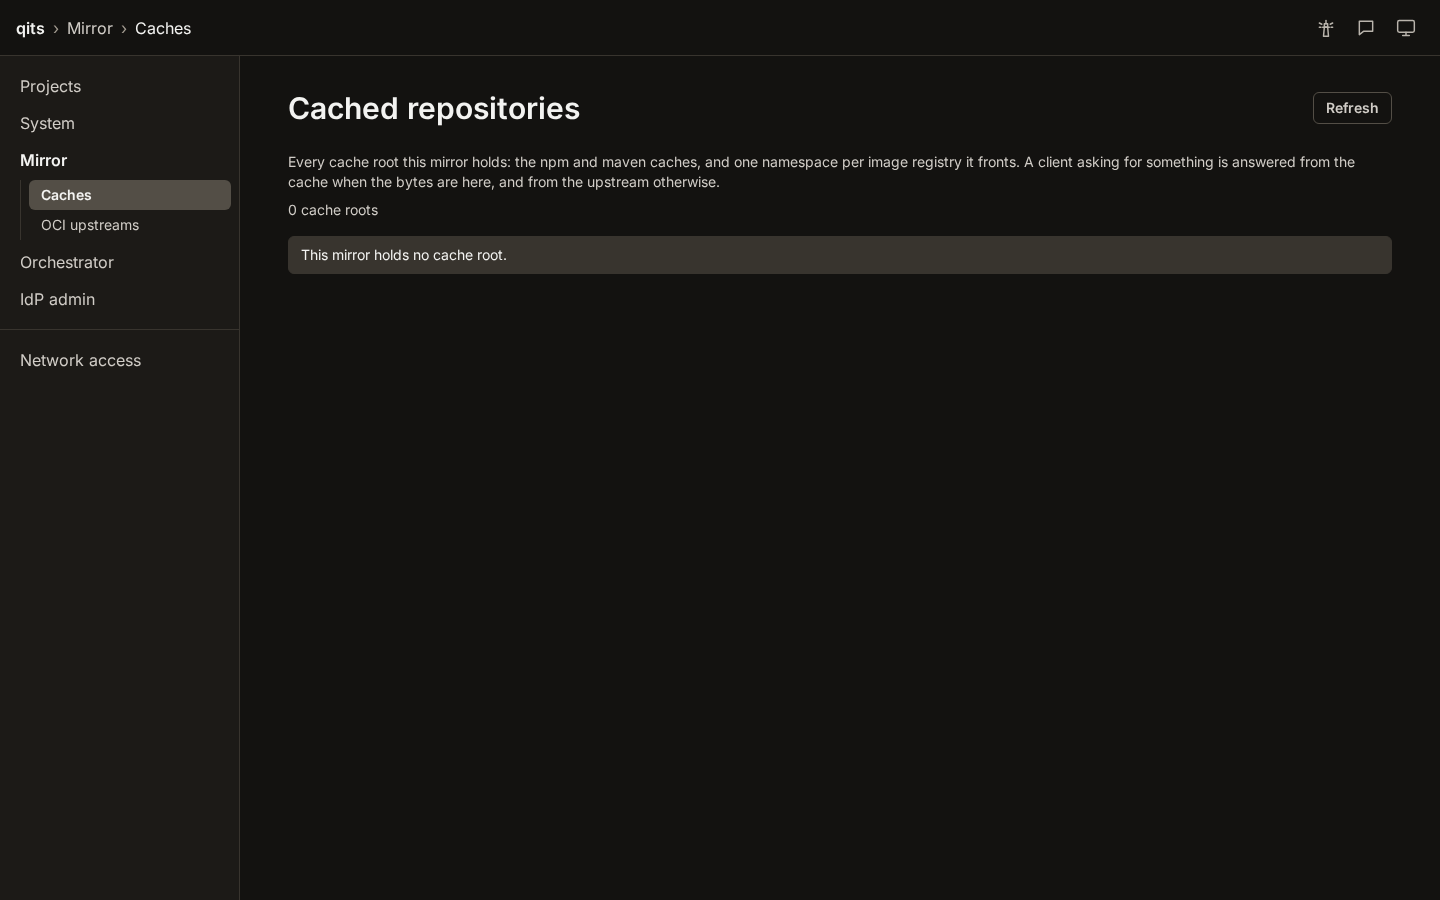 qits › Mirror › Caches
Projects
System
Mirror
Caches
OCI upstreams
Orchestrator
IdP admin
Network access
Cached repositories
Refresh
Every cache root this mirror holds: the npm and maven caches, and one namespace per image registry it fronts. A client asking for something is answered from the
cache when the bytes are here, and from the upstream otherwise.
0 cache roots
This mirror holds no cache root.